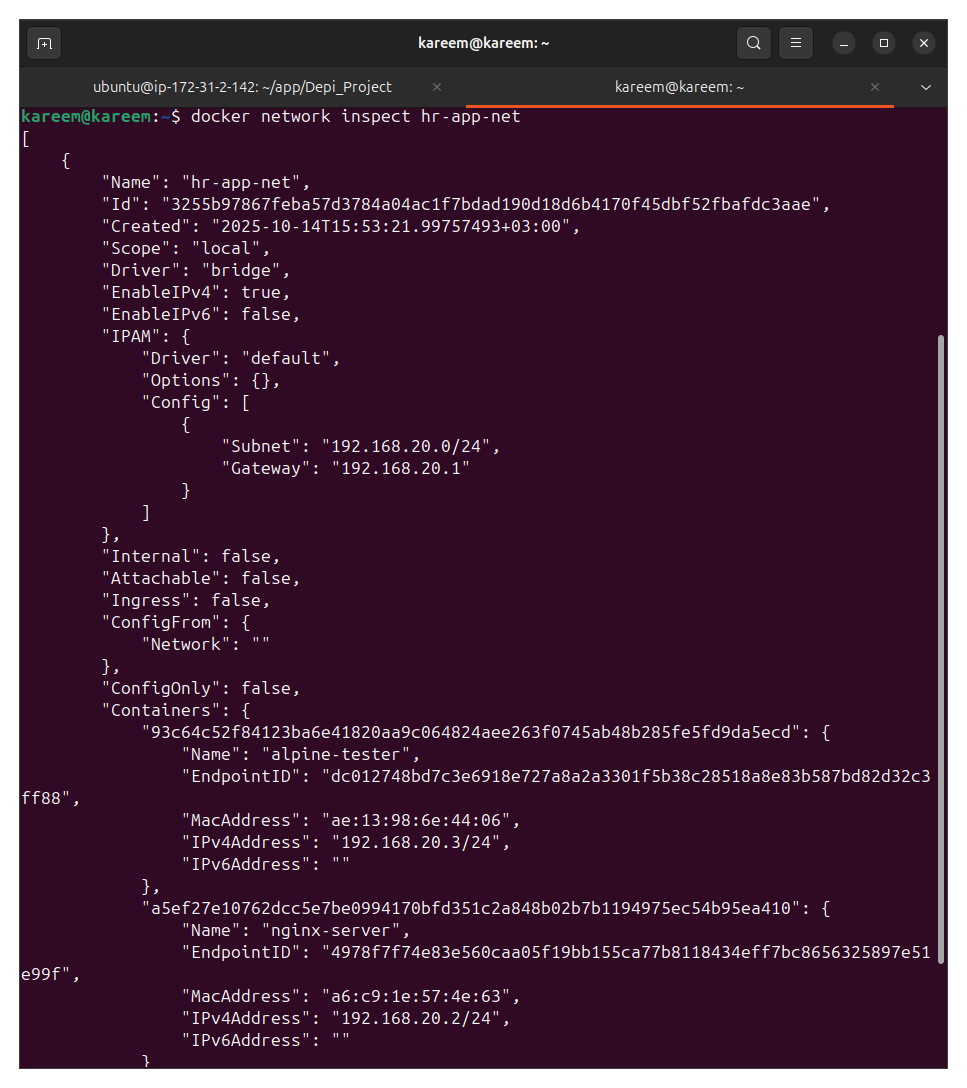 kareem@kareem: ~
ubuntu@ip-172-31-2-142: ~/app/Depi_Project
kareem@kareem: ~
kareem@kareem:~$ docker network inspect hr-app-net
[
    {
        "Name": "hr-app-net",
        "Id": "3255b97867feba57d3784a04ac1f7bdad190d18d6b4170f45dbf52fbafdc3aae",
        "Created": "2025-10-14T15:53:21.99757493+03:00",
        "Scope": "local",
        "Driver": "bridge",
        "EnableIPv4": true,
        "EnableIPv6": false,
        "IPAM": {
            "Driver": "default",
            "Options": {},
            "Config": [
                {
                    "Subnet": "192.168.20.0/24",
                    "Gateway": "192.168.20.1"
                }
            ]
        },
        "Internal": false,
        "Attachable": false,
        "Ingress": false,
        "ConfigFrom": {
            "Network": ""
        },
        "ConfigOnly": false,
        "Containers": {
            "93c64c52f84123ba6e41820aa9c064824aee263f0745ab48b285fe5fd9da5ecd": {
                "Name": "alpine-tester",
                "EndpointID": "dc012748bd7c3e6918e727a8a2a3301f5b38c28518a8e83b587bd82d32c3
ff88",
                "MacAddress": "ae:13:98:6e:44:06",
                "IPv4Address": "192.168.20.3/24",
                "IPv6Address": ""
            },
            "a5ef27e10762dcc5e7be0994170bfd351c2a848b02b7b1194975ec54b95ea410": {
                "Name": "nginx-server",
                "EndpointID": "4978f7f74e83e560caa05f19bb155ca77b8118434eff7bc8656325897e51
e99f",
                "MacAddress": "a6:c9:1e:57:4e:63",
                "IPv4Address": "192.168.20.2/24",
                "IPv6Address": ""
            }